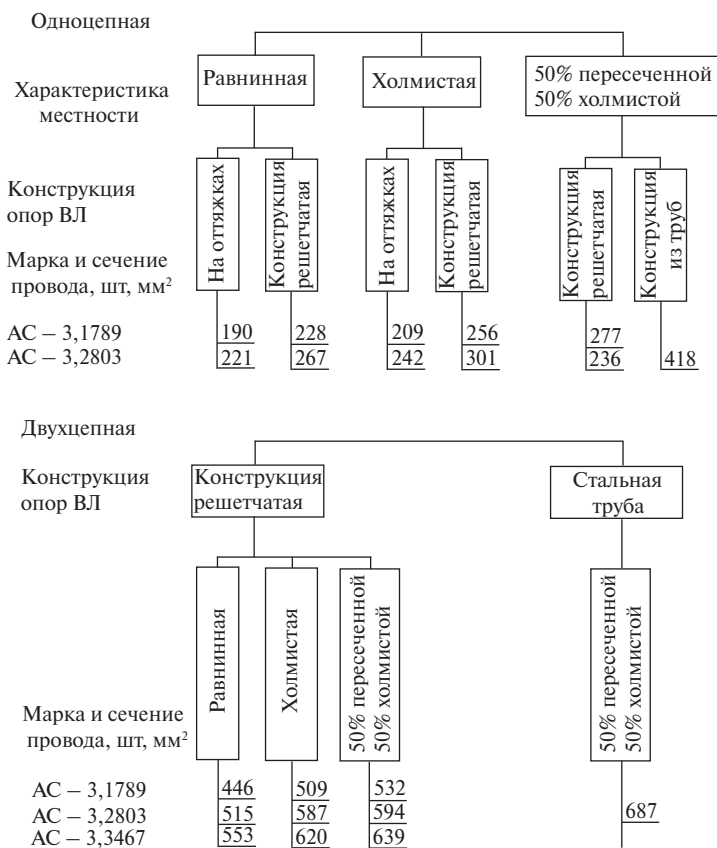 Одноцепная
Характеристика
местности
Равнинная
Холмистая
50% пересеченной
50% холмистой
Конструкция
опор ВЛ
На оттяжках
Конструкция
решетчатая
На оттяжках
Конструкция
решетчатая
Конструкция
решетчатая
Конструкция
из труб
Марка и сечение
провода, шт, мм²
АС – 3,1789 190 228 209 256 277
АС – 3,2803 221 267 242 301 236 418
Двухцепная
Конструкция
опор ВЛ
Конструкция
решетчатая
Стальная
труба
Равнинная
Холмистая
50% пересеченной
50% холмистой
50% пересеченной
50% холмистой
Марка и сечение
провода, шт, мм²
АС – 3,1789 446 509 532
АС – 3,2803 515 587 594 687
АС – 3,3467 553 620 639